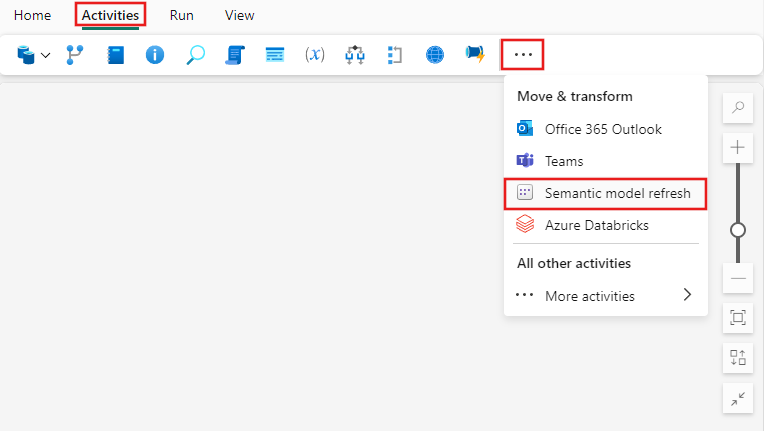 Home Activities Run View
(x) ...
Move & transform
Office 365 Outlook
Teams
Semantic model refresh
Azure Databricks
All other activities
... More activities